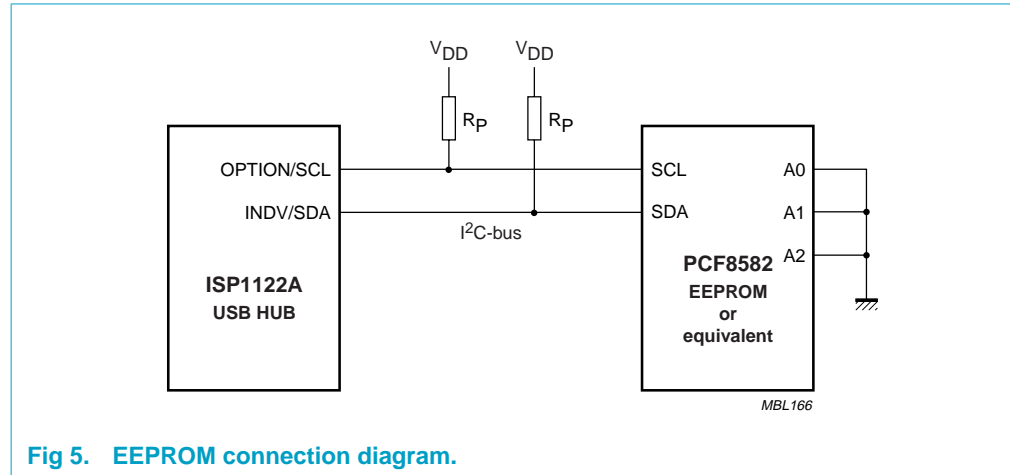 VDD VDD
RP RP
OPTION/SCL SCL A0
INDV/SDA SDA A1
I2C-bus
A2
PCF8582
ISP1122A EEPROM
USB HUB or
equivalent
MBL166
Fig 5. EEPROM connection diagram.